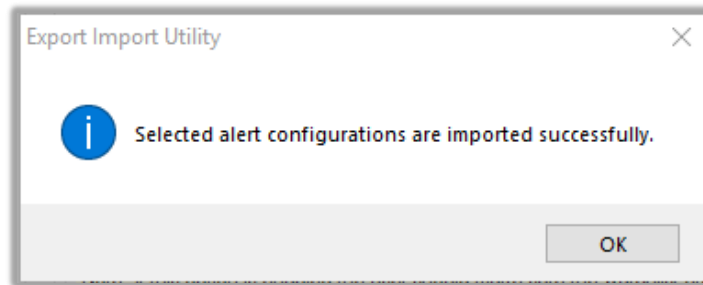 Export Import Utility
Selected alert configurations are imported successfully.
OK